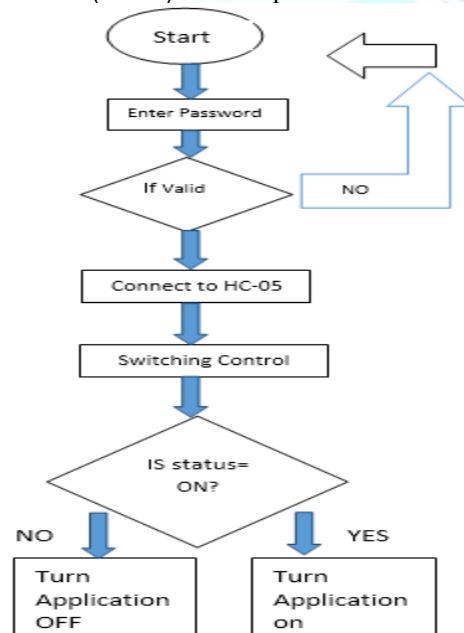 Start
Enter Password
If Valid
NO
Connect to HC-05
Switching Control
IS status=
ON?
NO
YES
Turn
Application
OFF
Turn
Application
on